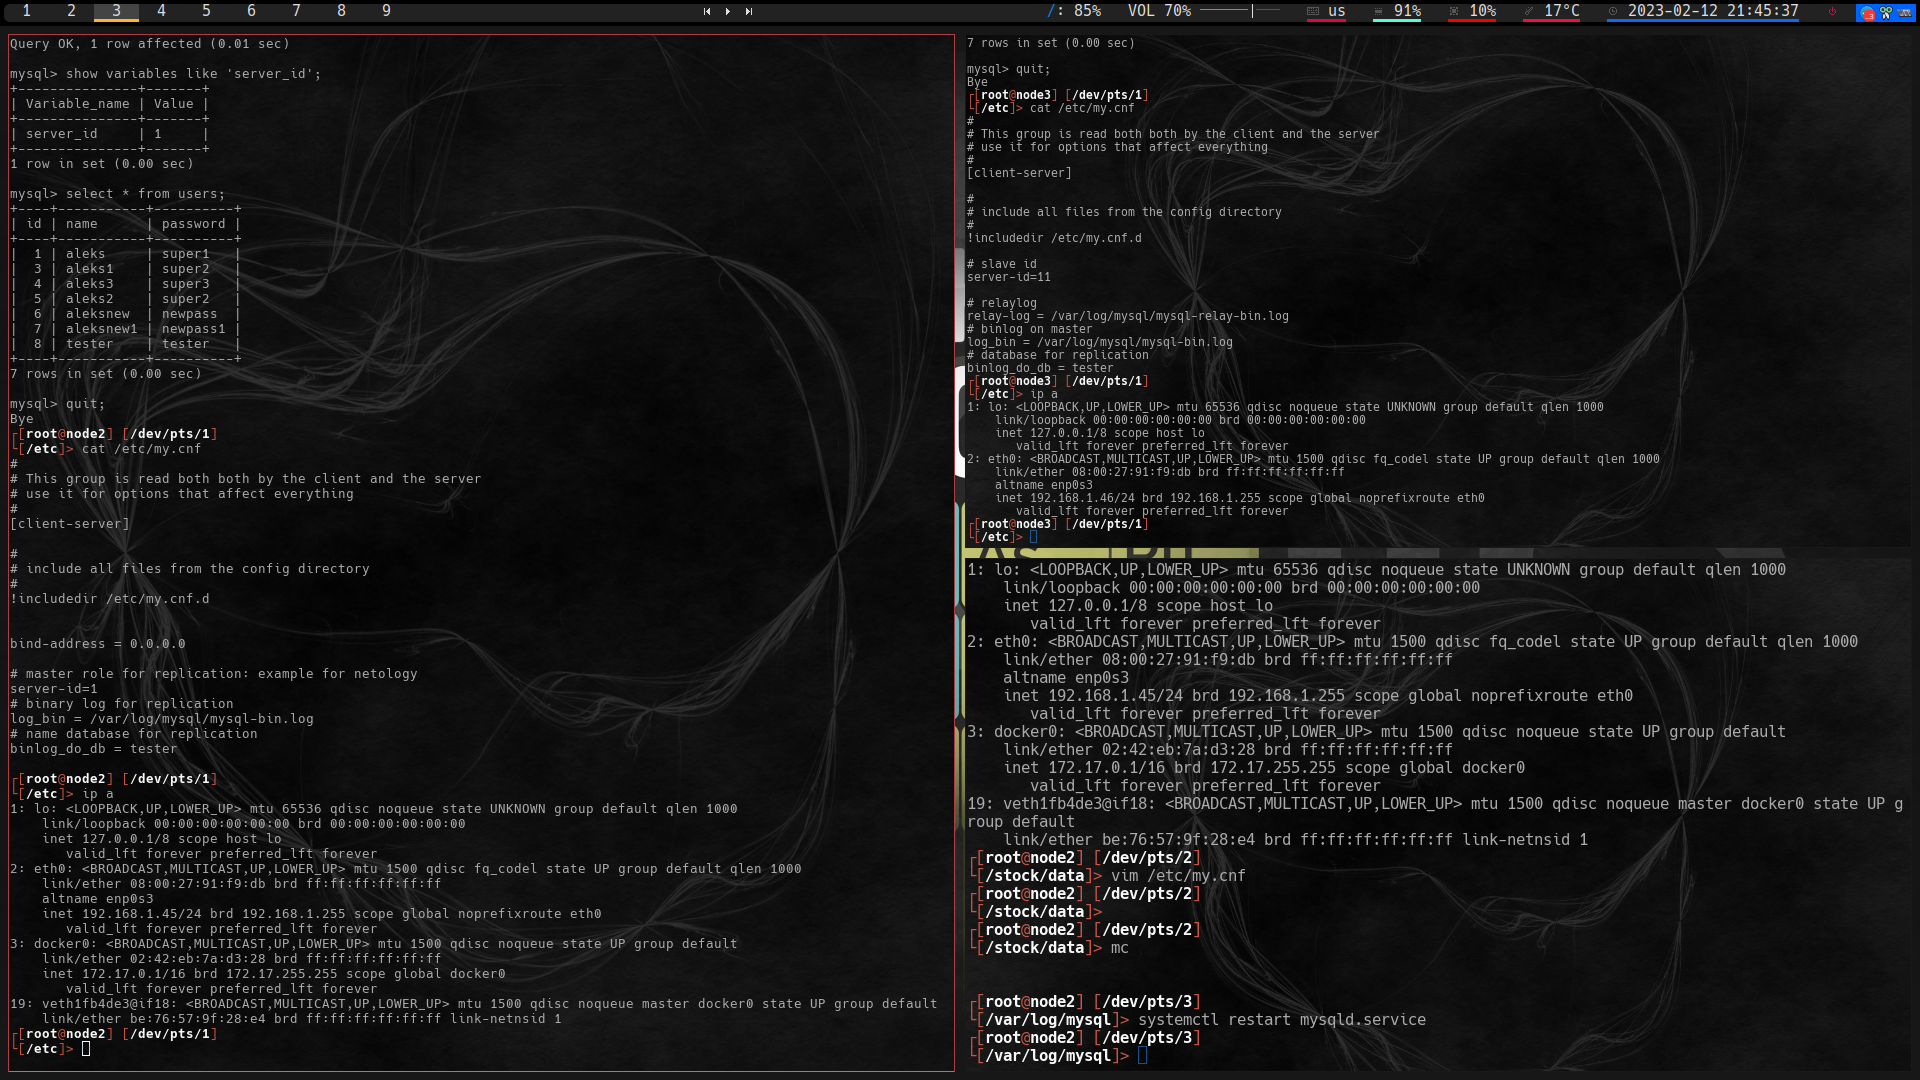 1 2 3 4 5 6 7 8 9 /: 85% VOL 70% us 91% 10% 17°C 2023-02-12 21:45:37
Query OK, 1 row affected (0.01 sec)
mysql> show variables like 'server_id';
+---------------+-------+
| Variable_name | Value |
+---------------+-------+
| server_id     | 1     |
+---------------+-------+
1 row in set (0.00 sec)
mysql> select * from users;
+----+-----------+----------+
| id | name      | password |
+----+-----------+----------+
|  1 | aleks     | super1   |
|  3 | aleks1    | super2   |
|  4 | aleks3    | super3   |
|  5 | aleks2    | super2   |
|  6 | aleksnew  | newpass  |
|  7 | aleksnew1 | newpass1 |
|  8 | tester    | tester   |
+----+-----------+----------+
7 rows in set (0.00 sec)
mysql> quit;
Bye
┌[root@node2] [/dev/pts/1]
└[/etc]> cat /etc/my.cnf
#
# This group is read both both by the client and the server
# use it for options that affect everything
#
[client-server]
#
# include all files from the config directory
#
!includedir /etc/my.cnf.d
bind-address = 0.0.0.0
# master role for replication: example for netology
server-id=1
# binary log for replication
log_bin = /var/log/mysql/mysql-bin.log
# name database for replication
binlog_do_db = tester
┌[root@node2] [/dev/pts/1]
└[/etc]> ip a
1: lo: <LOOPBACK,UP,LOWER_UP> mtu 65536 qdisc noqueue state UNKNOWN group default qlen 1000
    link/loopback 00:00:00:00:00:00 brd 00:00:00:00:00:00
    inet 127.0.0.1/8 scope host lo
       valid_lft forever preferred_lft forever
2: eth0: <BROADCAST,MULTICAST,UP,LOWER_UP> mtu 1500 qdisc fq_codel state UP group default qlen 1000
    link/ether 08:00:27:91:f9:db brd ff:ff:ff:ff:ff:ff
    altname enp0s3
    inet 192.168.1.45/24 brd 192.168.1.255 scope global noprefixroute eth0
       valid_lft forever preferred_lft forever
3: docker0: <BROADCAST,MULTICAST,UP,LOWER_UP> mtu 1500 qdisc noqueue state UP group default
    link/ether 02:42:eb:7a:d3:28 brd ff:ff:ff:ff:ff:ff
    inet 172.17.0.1/16 brd 172.17.255.255 scope global docker0
       valid_lft forever preferred_lft forever
19: veth1fb4de3@if18: <BROADCAST,MULTICAST,UP,LOWER_UP> mtu 1500 qdisc noqueue master docker0 state UP group default
    link/ether be:76:57:9f:28:e4 brd ff:ff:ff:ff:ff:ff link-netnsid 1
┌[root@node2] [/dev/pts/1]
└[/etc]>
7 rows in set (0.00 sec)
mysql> quit;
Bye
┌[root@node3] [/dev/pts/1]
└[/etc]> cat /etc/my.cnf
#
# This group is read both both by the client and the server
# use it for options that affect everything
#
[client-server]
#
# include all files from the config directory
#
!includedir /etc/my.cnf.d
# slave id
server-id=11
# relaylog
relay-log = /var/log/mysql/mysql-relay-bin.log
# binlog on master
log_bin = /var/log/mysql/mysql-bin.log
# database for replication
binlog_do_db = tester
┌[root@node3] [/dev/pts/1]
└[/etc]> ip a
1: lo: <LOOPBACK,UP,LOWER_UP> mtu 65536 qdisc noqueue state UNKNOWN group default qlen 1000
    link/loopback 00:00:00:00:00:00 brd 00:00:00:00:00:00
    inet 127.0.0.1/8 scope host lo
       valid_lft forever preferred_lft forever
2: eth0: <BROADCAST,MULTICAST,UP,LOWER_UP> mtu 1500 qdisc fq_codel state UP group default qlen 1000
    link/ether 08:00:27:91:f9:db brd ff:ff:ff:ff:ff:ff
    altname enp0s3
    inet 192.168.1.46/24 brd 192.168.1.255 scope global noprefixroute eth0
       valid_lft forever preferred_lft forever
┌[root@node3] [/dev/pts/1]
└[/etc]>
1: lo: <LOOPBACK,UP,LOWER_UP> mtu 65536 qdisc noqueue state UNKNOWN group default qlen 1000
    link/loopback 00:00:00:00:00:00 brd 00:00:00:00:00:00
    inet 127.0.0.1/8 scope host lo
       valid_lft forever preferred_lft forever
2: eth0: <BROADCAST,MULTICAST,UP,LOWER_UP> mtu 1500 qdisc fq_codel state UP group default qlen 1000
    link/ether 08:00:27:91:f9:db brd ff:ff:ff:ff:ff:ff
    altname enp0s3
    inet 192.168.1.45/24 brd 192.168.1.255 scope global noprefixroute eth0
       valid_lft forever preferred_lft forever
3: docker0: <BROADCAST,MULTICAST,UP,LOWER_UP> mtu 1500 qdisc noqueue state UP group default
    link/ether 02:42:eb:7a:d3:28 brd ff:ff:ff:ff:ff:ff
    inet 172.17.0.1/16 brd 172.17.255.255 scope global docker0
       valid_lft forever preferred_lft forever
19: veth1fb4de3@if18: <BROADCAST,MULTICAST,UP,LOWER_UP> mtu 1500 qdisc noqueue master docker0 state UP g
roup default
    link/ether be:76:57:9f:28:e4 brd ff:ff:ff:ff:ff:ff link-netnsid 1
┌[root@node2] [/dev/pts/2]
└[/stock/data]> vim /etc/my.cnf
┌[root@node2] [/dev/pts/2]
└[/stock/data]>
┌[root@node2] [/dev/pts/2]
└[/stock/data]> mc
┌[root@node2] [/dev/pts/3]
└[/var/log/mysql]> systemctl restart mysqld.service
┌[root@node2] [/dev/pts/3]
└[/var/log/mysql]>